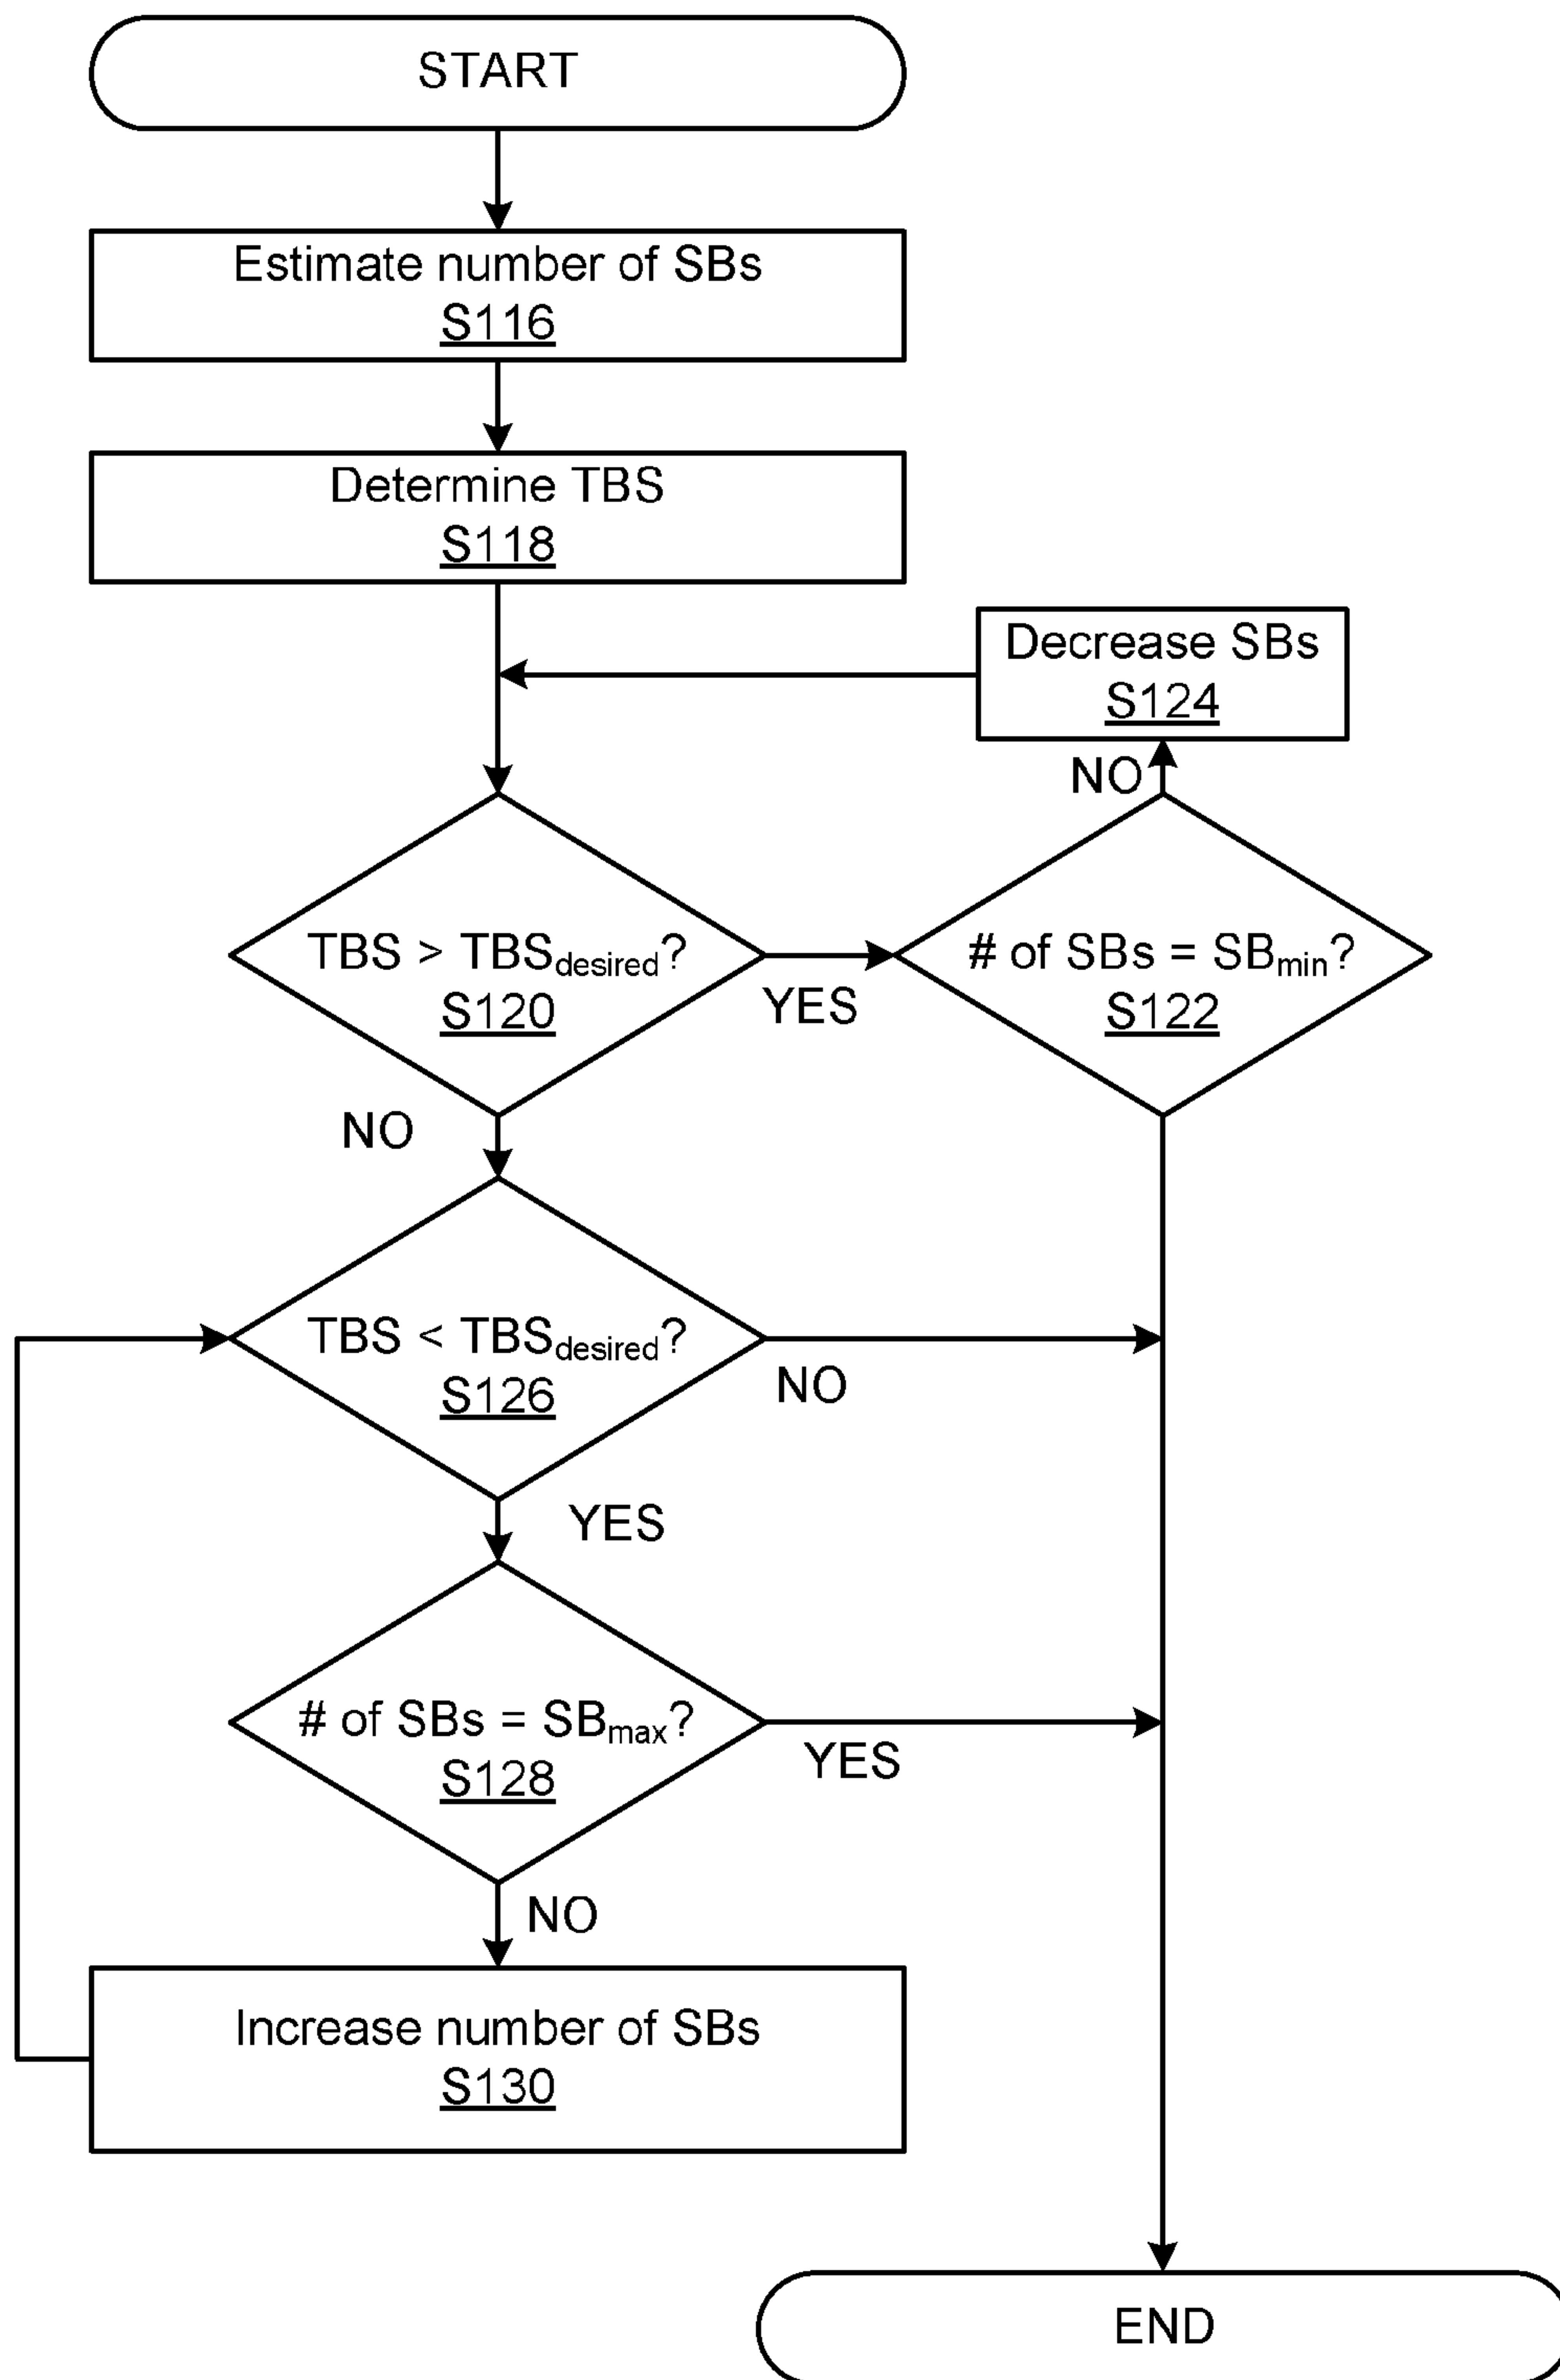 START
Estimate number of SBs
S116
Determine TBS
S118
Decrease SBs
S124
NO
TBS > TBSdesired?
S120
YES
# of SBs = SBmin?
S122
NO
TBS < TBSdesired?
S126
NO
YES
# of SBs = SBmax?
S128
YES
NO
Increase number of SBs
S130
END